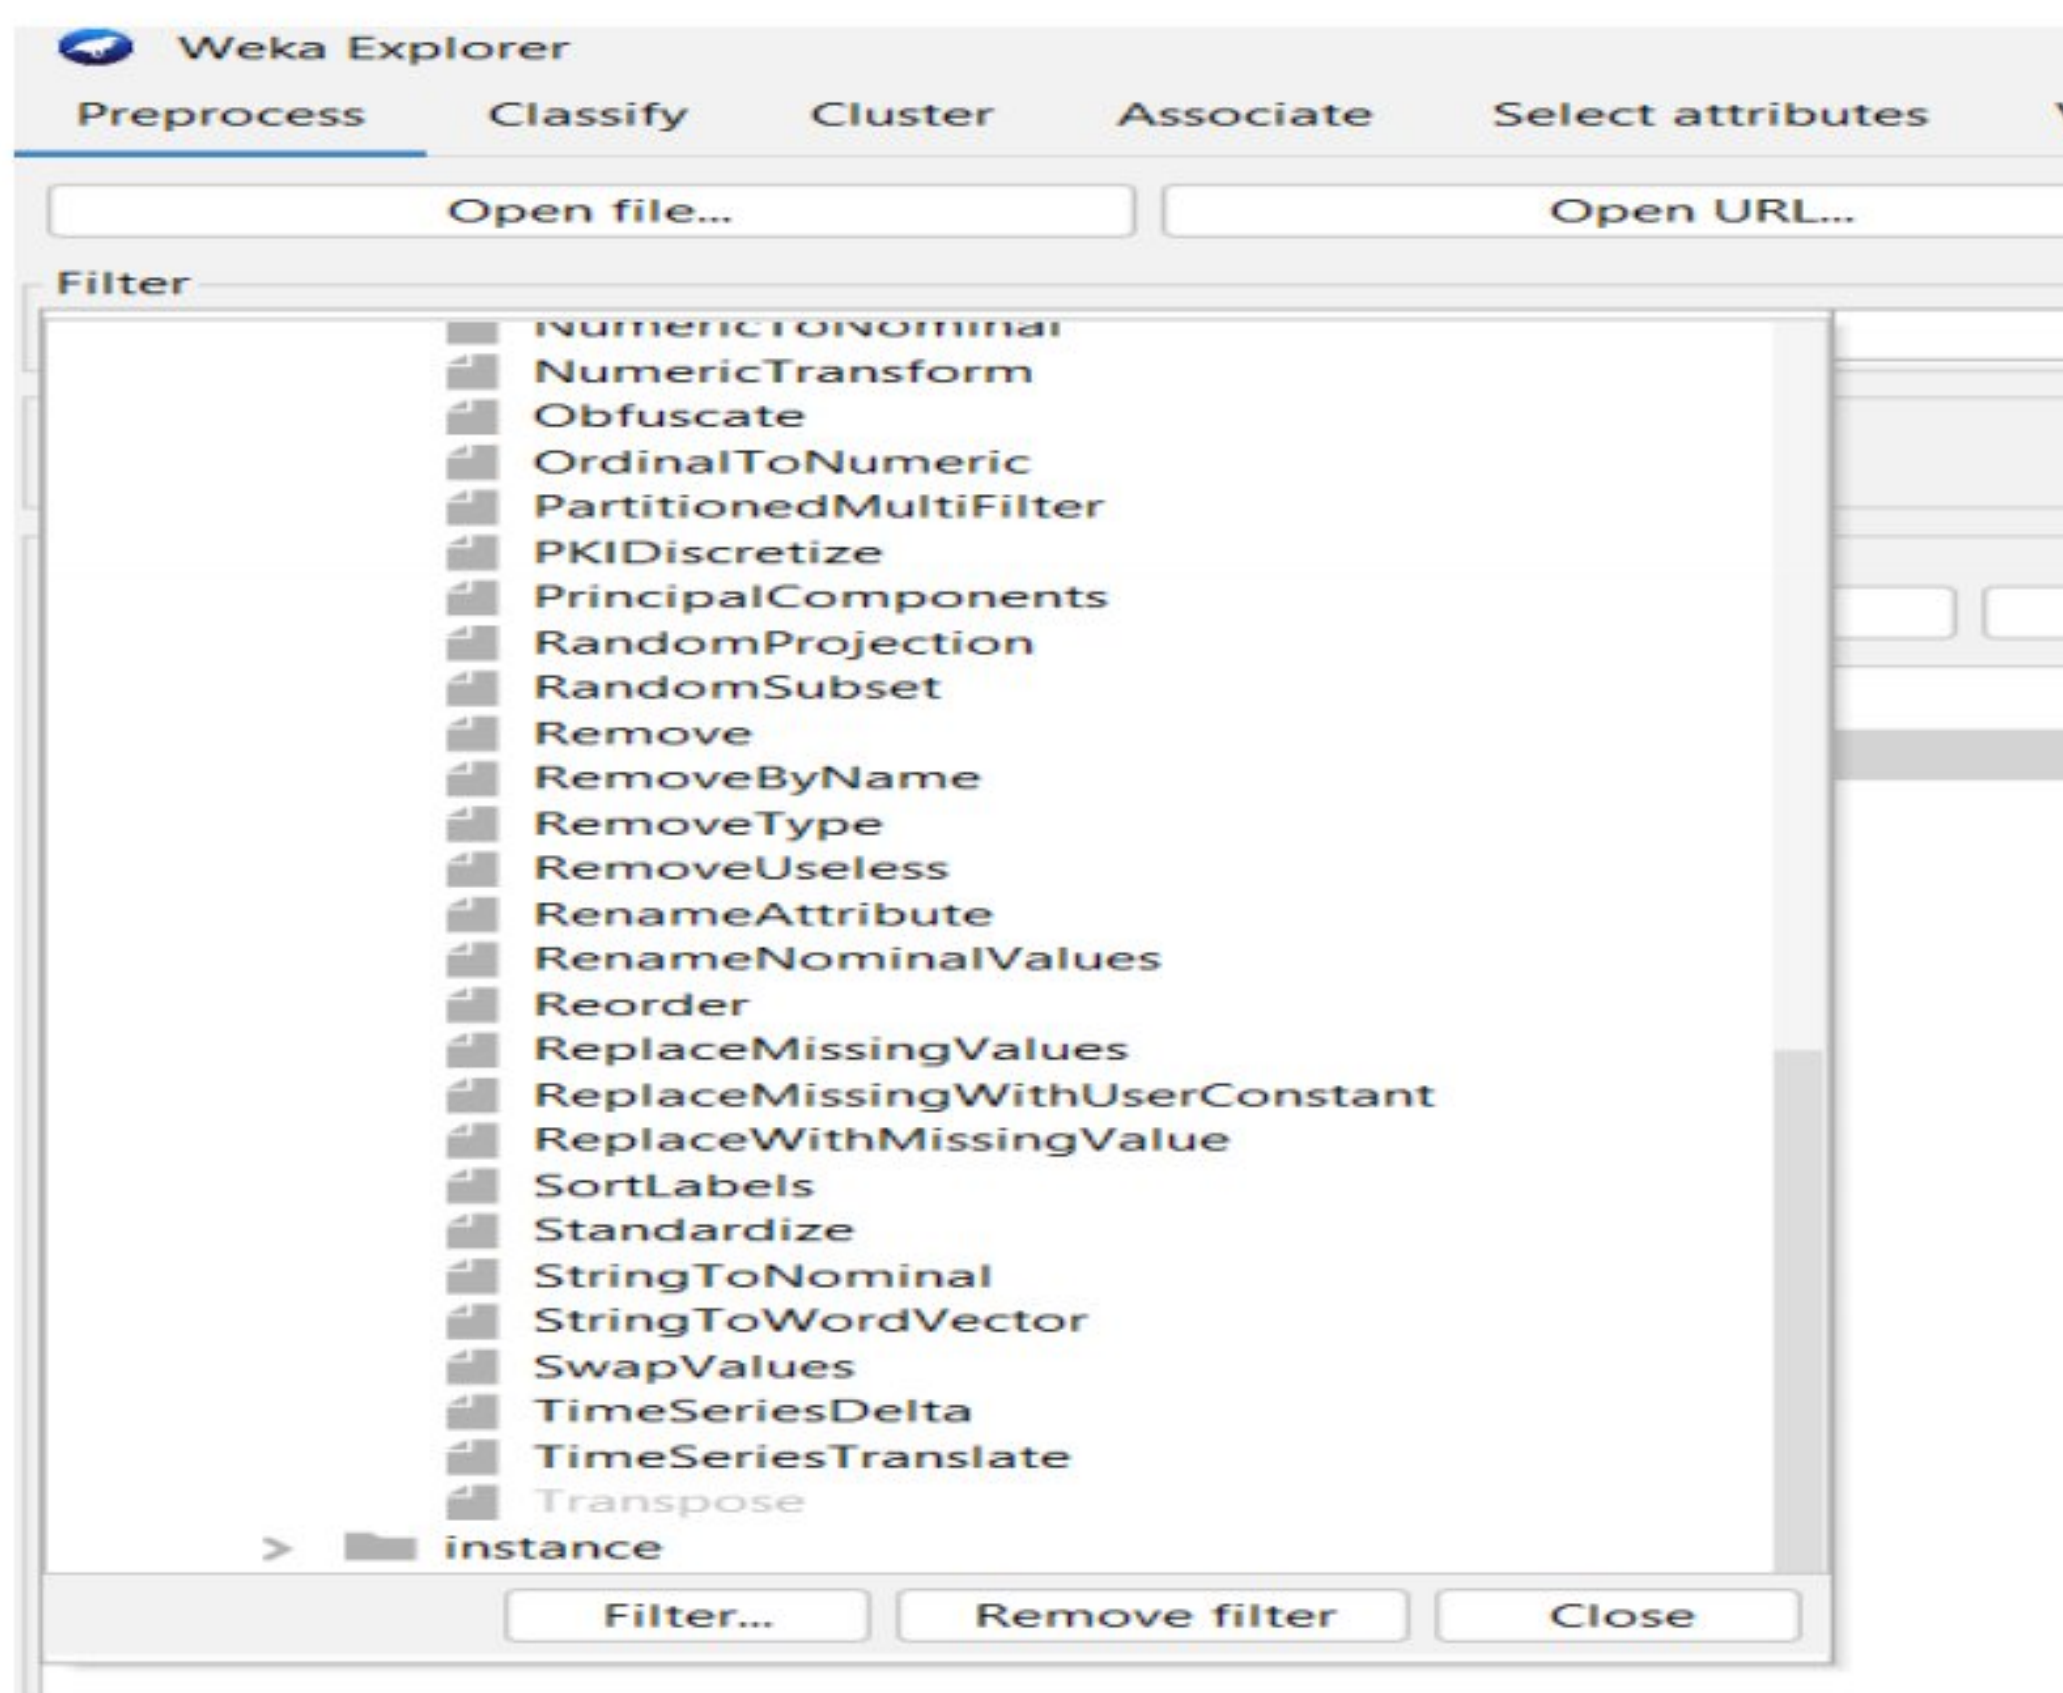 Weka Explorer
Preprocess Classify Cluster Associate Select attributes
Open file... Open URL...
Filter
NumericToNominal
NumericTransform
Obfuscate
OrdinalToNumeric
PartitionedMultiFilter
PKIDiscretize
PrincipalComponents
RandomProjection
RandomSubset
Remove
RemoveByName
RemoveType
RemoveUseless
RenameAttribute
RenameNominalValues
Reorder
ReplaceMissingValues
ReplaceMissingWithUserConstant
ReplaceWithMissingValue
SortLabels
Standardize
StringToNominal
StringToWordVector
SwapValues
TimeSeriesDelta
TimeSeriesTranslate
Transpose
> instance
Filter... Remove filter Close